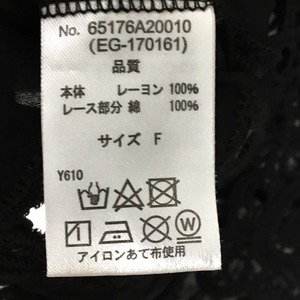 No. 65176A20010
(EG-170161)
品質
本体 レーヨン 100%
レース部分 綿 100%
サイズ F
Y610
アイロンあて布使用